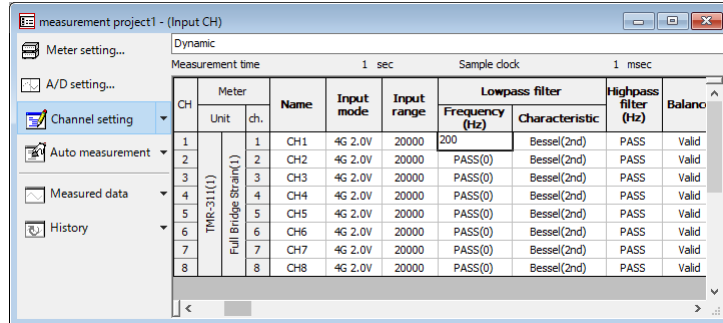 measurement project1 - (Input CH)
Meter setting...
A/D setting...
Channel setting
Auto measurement
Measured data
History
Dynamic
Measurement time 1 sec Sample clock 1 msec
CH Meter Name Input mode Input range Lowpass filter Highpass filter (Hz) Balanc
Unit ch. Frequency (Hz) Characteristic
TMR-311(1) Full Bridge Strain(1)
1 1 CH1 4G 2.0V 20000 200 Bessel(2nd) PASS Valid
2 2 CH2 4G 2.0V 20000 PASS(0) Bessel(2nd) PASS Valid
3 3 CH3 4G 2.0V 20000 PASS(0) Bessel(2nd) PASS Valid
4 4 CH4 4G 2.0V 20000 PASS(0) Bessel(2nd) PASS Valid
5 5 CH5 4G 2.0V 20000 PASS(0) Bessel(2nd) PASS Valid
6 6 CH6 4G 2.0V 20000 PASS(0) Bessel(2nd) PASS Valid
7 7 CH7 4G 2.0V 20000 PASS(0) Bessel(2nd) PASS Valid
8 8 CH8 4G 2.0V 20000 PASS(0) Bessel(2nd) PASS Valid